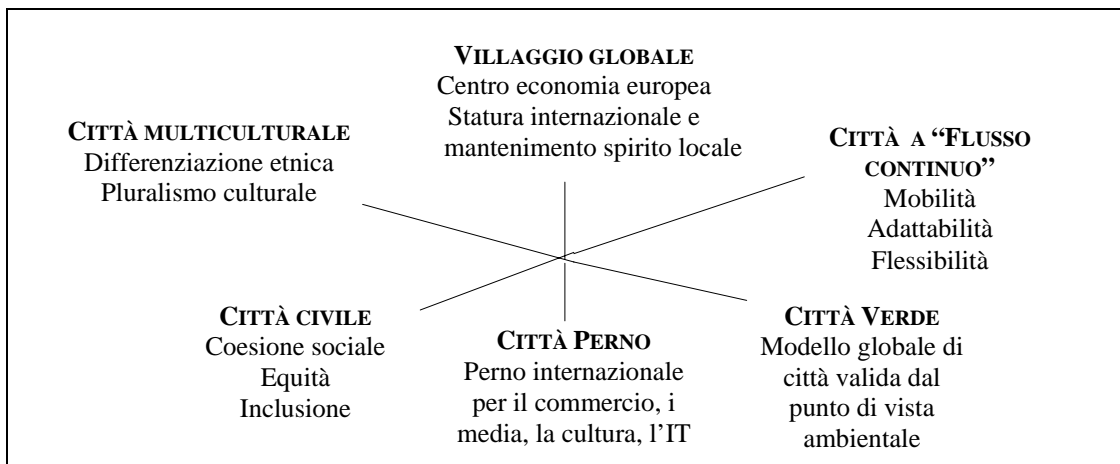 VILLAGGIO GLOBALE
Centro economia europea
Statura internazionale e
mantenimento spirito locale
CITTÀ MULTICULTURALE
Differenziazione etnica
Pluralismo culturale
CITTÀ A “FLUSSO
CONTINUO”
Mobilità
Adattabilità
Flessibilità
CITTÀ CIVILE
Coesione sociale
Equità
Inclusione
CITTÀ PERNO
Perno internazionale
per il commercio, i
media, la cultura, l’IT
CITTÀ VERDE
Modello globale di
città valida dal
punto di vista
ambientale